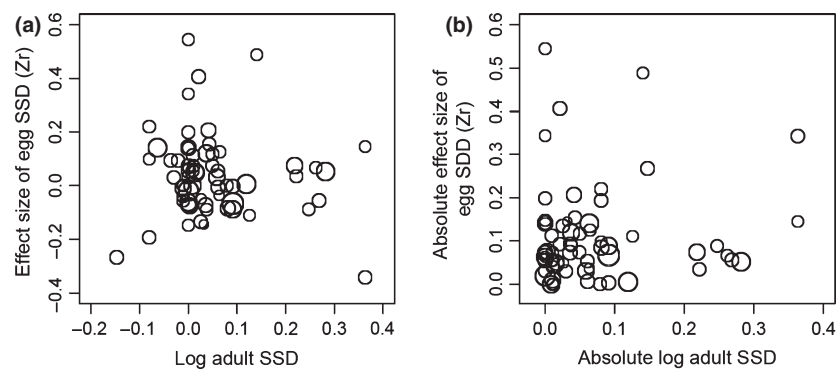 (a)
Effect size of egg SSD (Zr)
0.6
0.4
0.2
0.0
−0.2
−0.4
−0.2 −0.1 0.0 0.1 0.2 0.3 0.4
Log adult SSD
(b)
Absolute effect size of
egg SDD (Zr)
0.6
0.5
0.4
0.3
0.2
0.1
0.0
0.0 0.1 0.2 0.3 0.4
Absolute log adult SSD